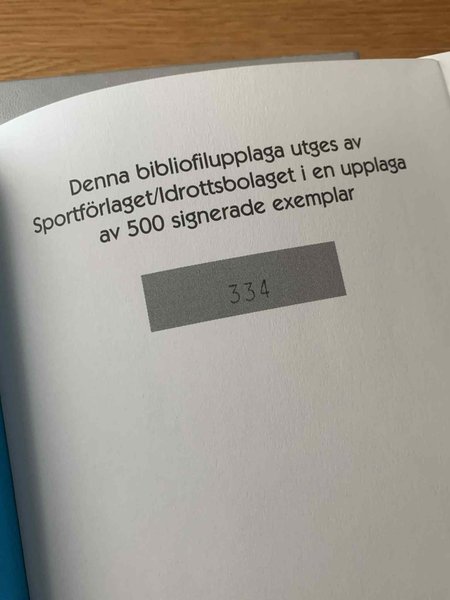 Denna bibliofilupplaga utges av
Sportförlaget/Idrottsbolaget i en upplaga
av 500 signerade exemplar
334